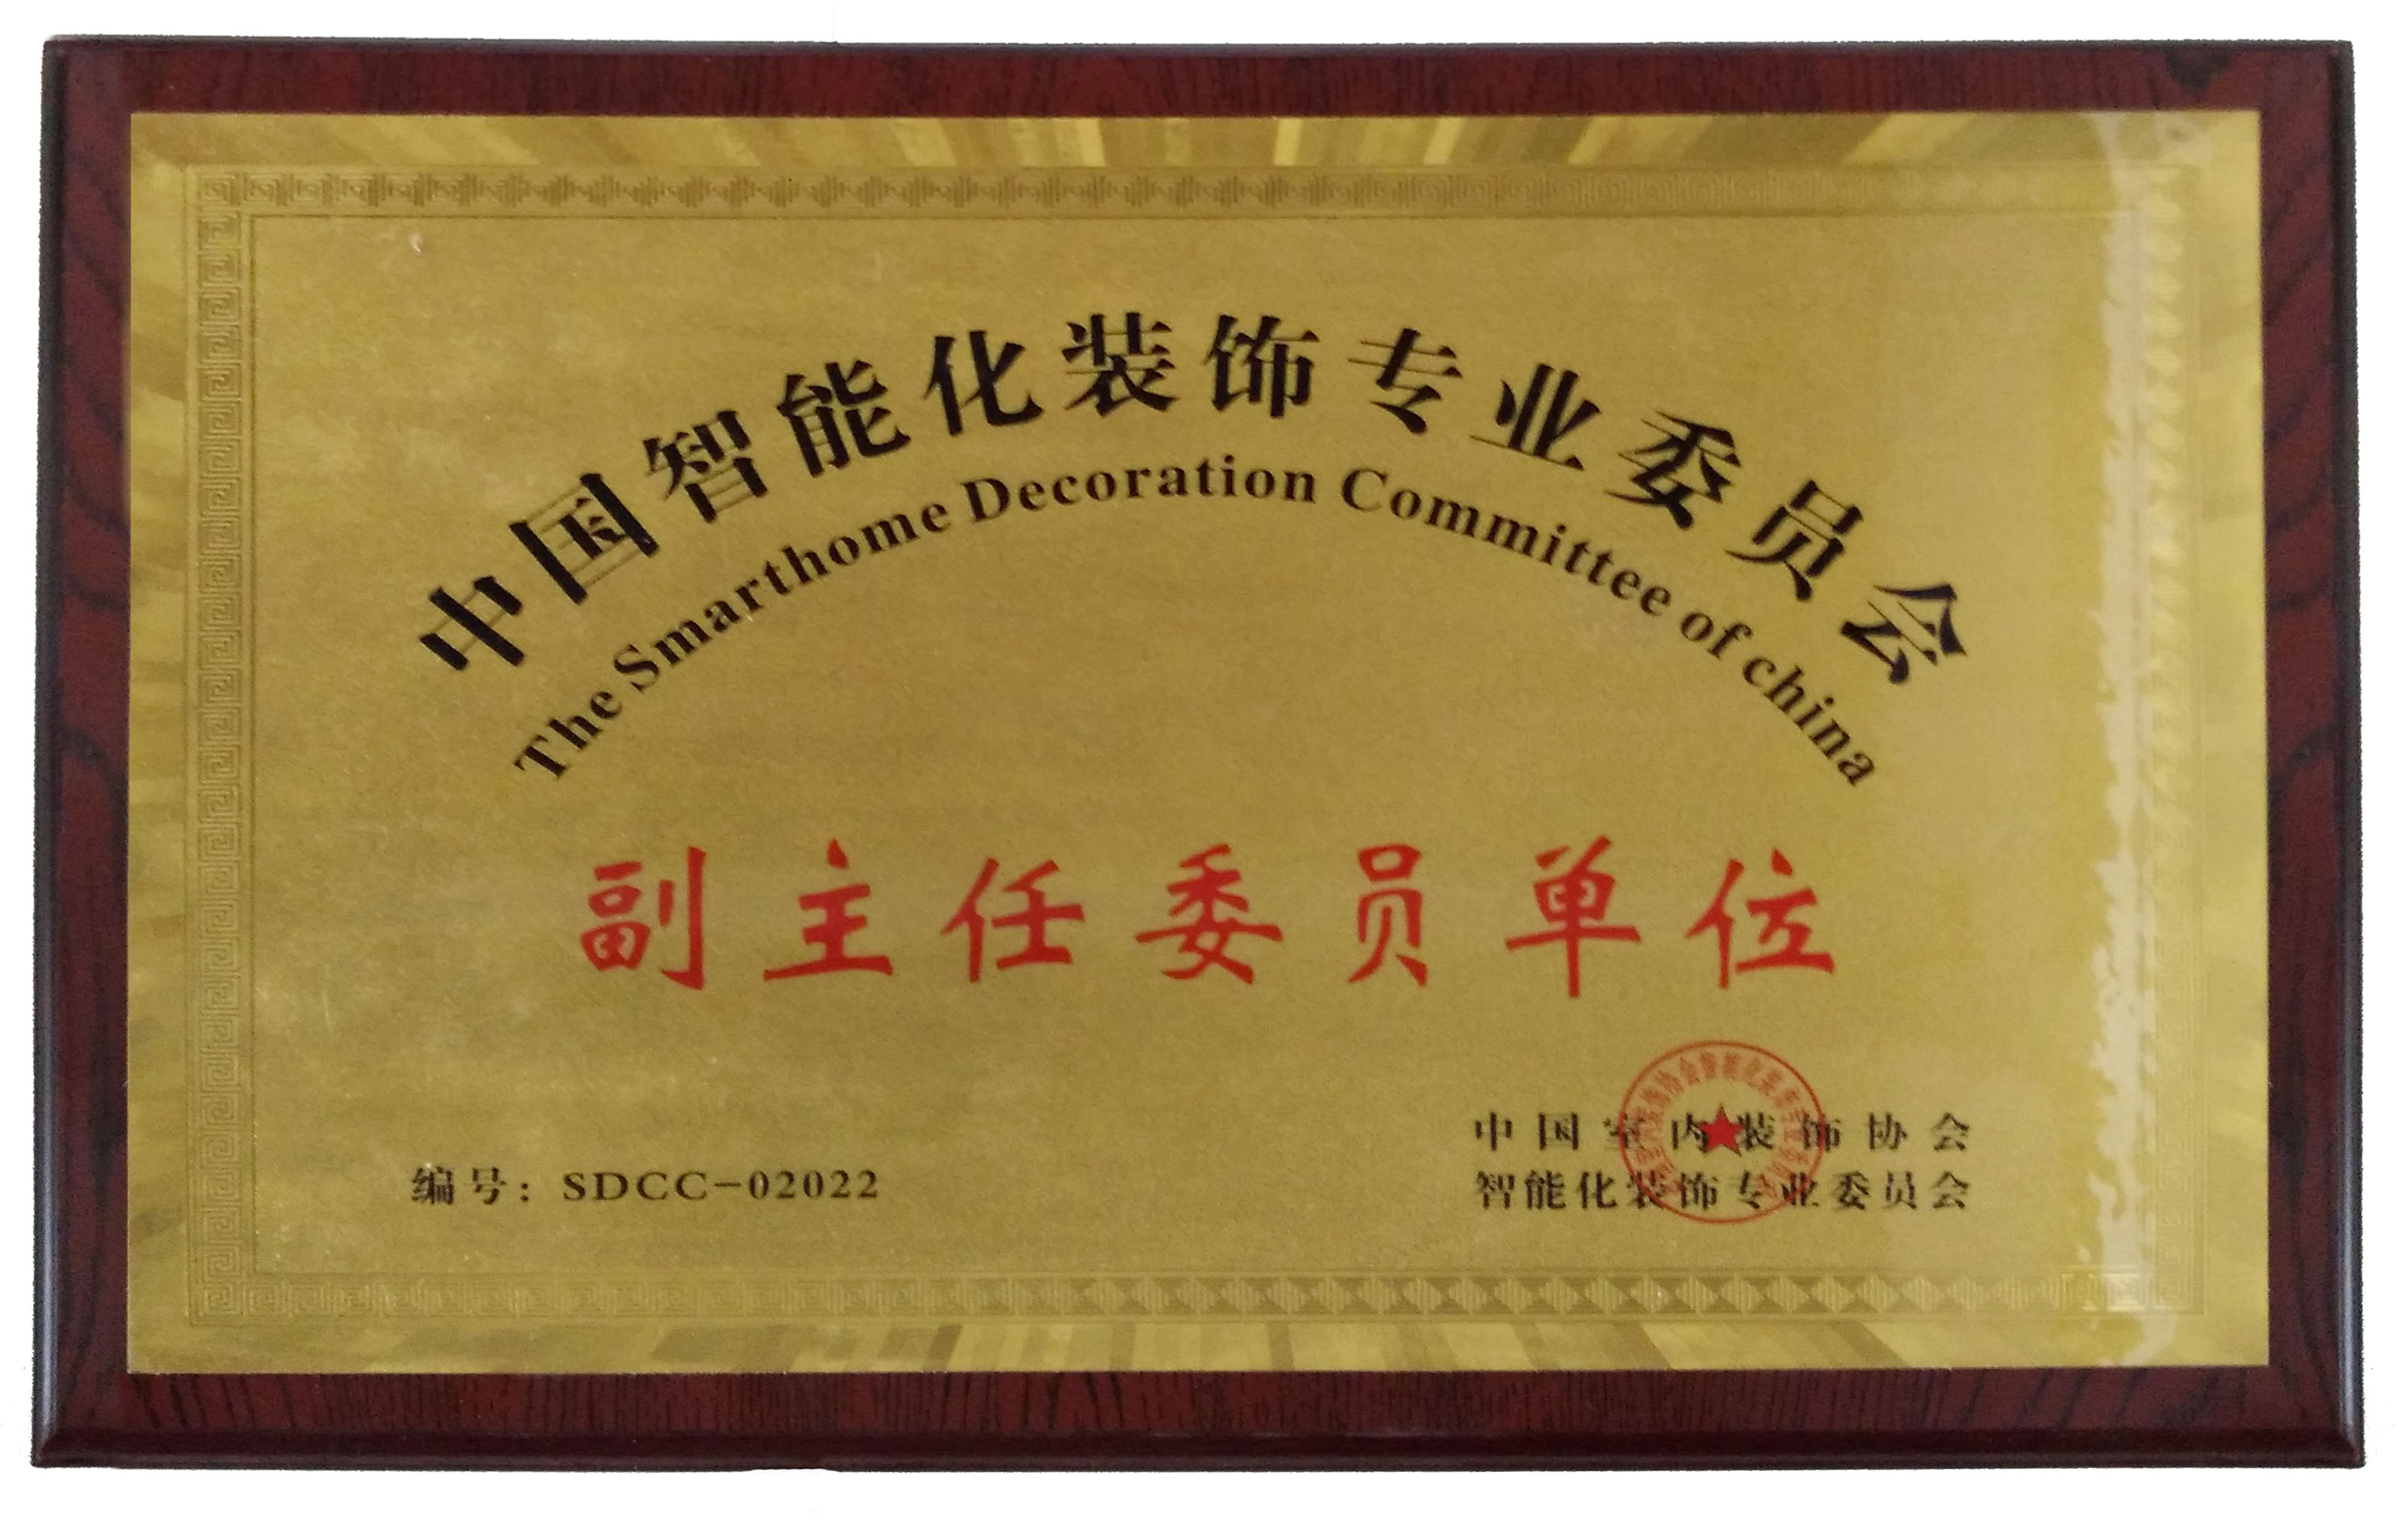 中国智能化装饰专业委员会
The Smarthome Decoration Committee of china
副主任委员单位
中国室内装饰协会
编号：SDCC-02022
智能化装饰专业委员会